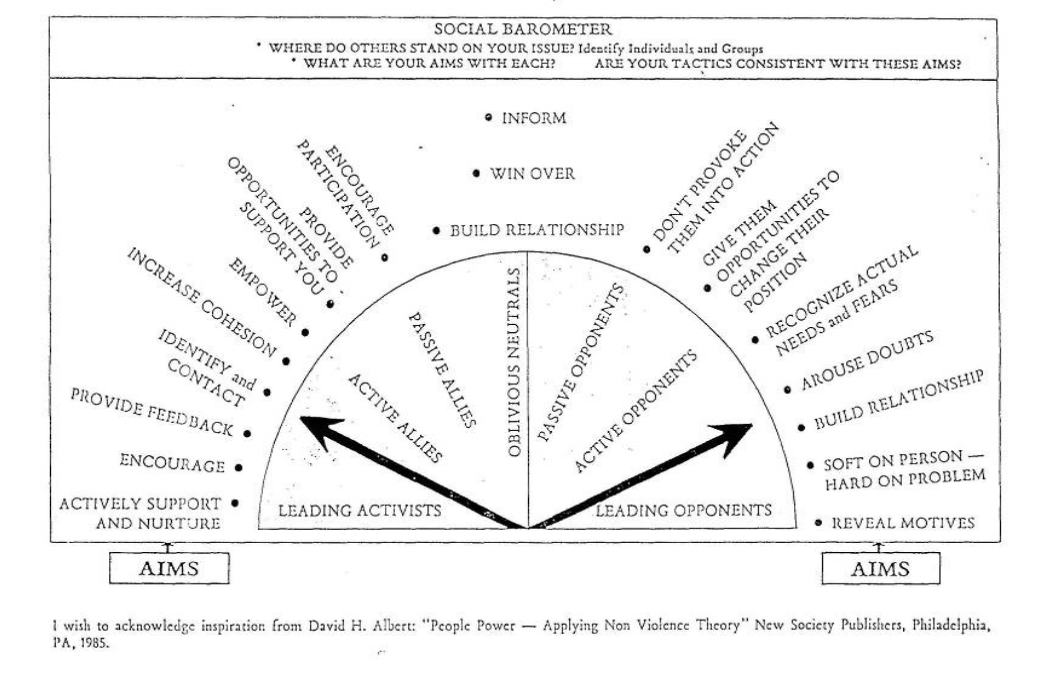 SOCIAL BAROMETER
• WHERE DO OTHERS STAND ON YOUR ISSUE? Identify Individuals and Groups
• WHAT ARE YOUR AIMS WITH EACH? ARE YOUR TACTICS CONSISTENT WITH THESE AIMS?
• INFORM
• WIN OVER
• BUILD RELATIONSHIP
ENCOURAGE
PARTICIPATION •
PROVIDE
OPPORTUNITIES TO
SUPPORT YOU •
EMPOWER •
INCREASE COHESION •
IDENTIFY and
CONTACT •
PROVIDE FEEDBACK •
ENCOURAGE •
ACTIVELY SUPPORT •
AND NURTURE
LEADING ACTIVISTS
ACTIVE ALLIES
PASSIVE ALLIES
OBLIVIOUS NEUTRALS
PASSIVE OPPONENTS
ACTIVE OPPONENTS
LEADING OPPONENTS
• DON'T PROVOKE
THEM INTO ACTION
• GIVE THEM
OPPORTUNITIES TO
CHANGE THEIR
POSITION
• RECOGNIZE ACTUAL
NEEDS and FEARS
• AROUSE DOUBTS
• BUILD RELATIONSHIP
• SOFT ON PERSON —
HARD ON PROBLEM
• REVEAL MOTIVES
AIMS
AIMS
I wish to acknowledge inspiration from David H. Albert: "People Power — Applying Non Violence Theory" New Society Publishers, Philadelphia,
PA, 1985.